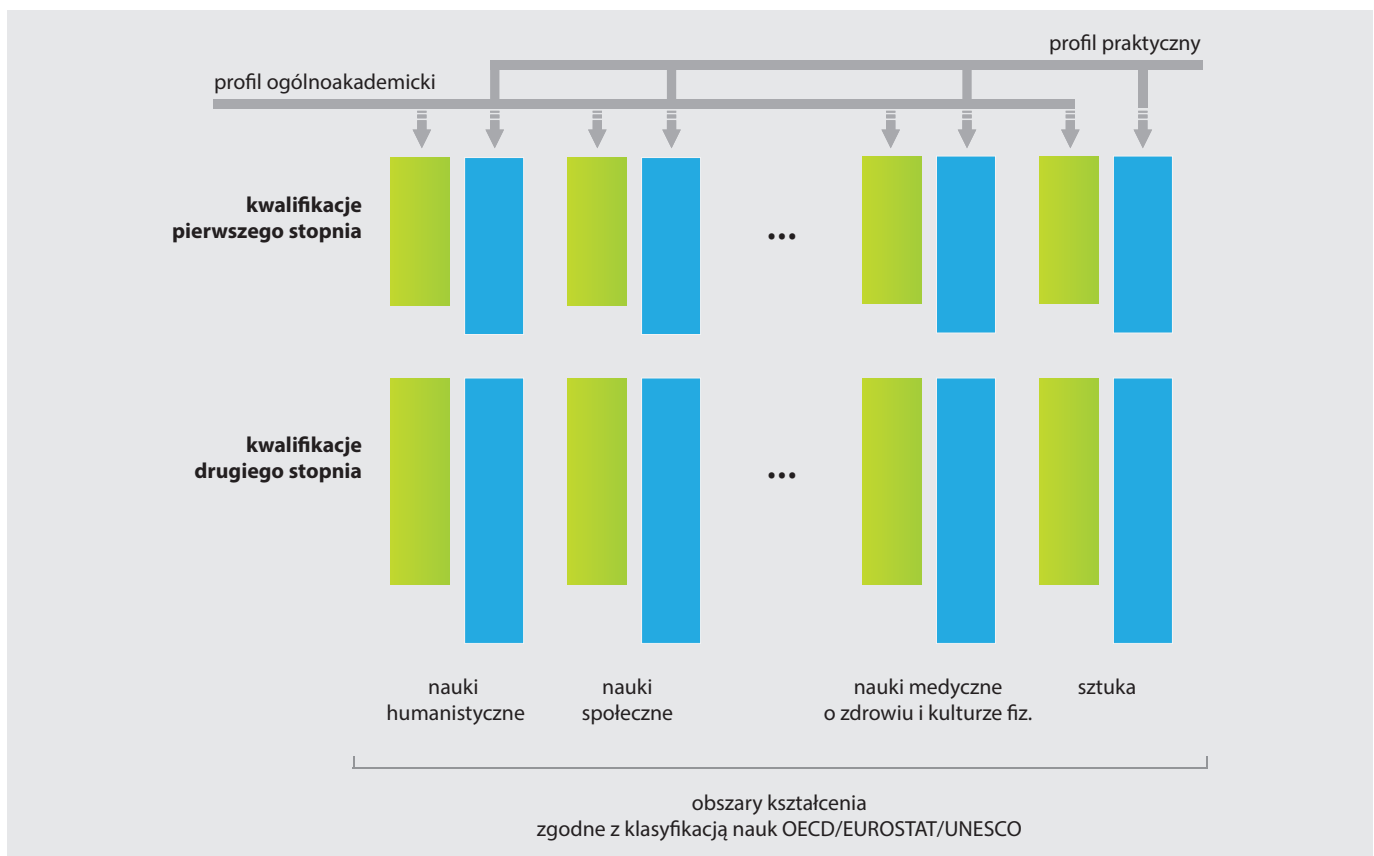 profil praktyczny
profil ogólnoakademicki
kwalifikacje
pierwszego stopnia
...
kwalifikacje
drugiego stopnia
...
nauki
humanistyczne
nauki
społeczne
nauki medyczne
o zdrowiu i kulturze fiz.
sztuka
obszary kształcenia
zgodne z klasyfikacją nauk OECD/EUROSTAT/UNESCO